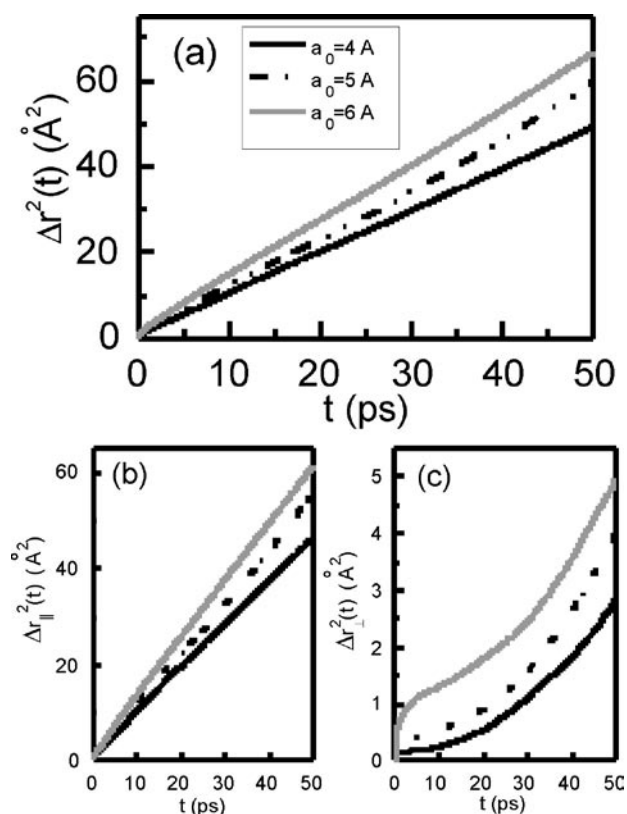 (a)
a₀=4 A
a₀=5 A
a₀=6 A
Δr²(t) (Å²)
60
40
20
0
0 10 20 30 40 50
t (ps)
(b)
Δr∥²(t) (Å²)
60
40
20
0
0 10 20 30 40 50
t (ps)
(c)
Δr⊥²(t) (Å²)
5
4
3
2
1
0
0 10 20 30 40 50
t (ps)